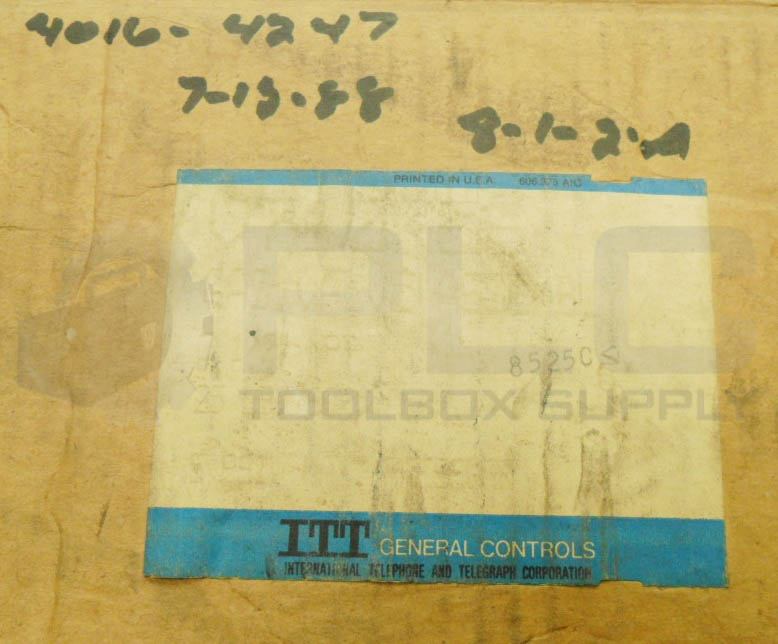 4016-4247
7-13-88
8-1-2
PRINTED IN U.S.A.
8525C
PLC
TOOLBOX SUPPLY
ITT GENERAL CONTROLS
INTERNATIONAL TELEPHONE AND TELEGRAPH CORPORATION